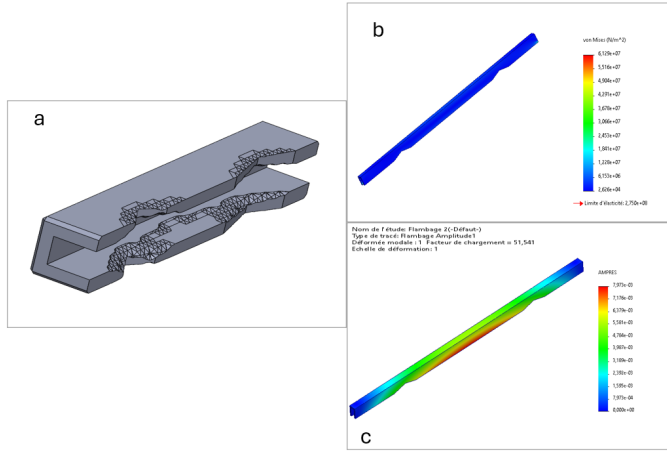 a
b
von Mises (N/m^2)
6,129e+07
5,516e+07
4,904e+07
4,291e+07
3,678e+07
3,066e+07
2,453e+07
1,841e+07
1,228e+07
6,153e+06
2,626e+04
Limite d'élasticité: 2,750e+08
Nom de l'étude: Flambage 2(-Défaut-)
Type de tracé: Flambage Amplitude1
Déformée modale : 1 Facteur de chargement = 51,541
Echelle de déformation: 1
AMPRES
7,973e-03
7,176e-03
6,379e-03
5,581e-03
4,784e-03
3,987e-03
3,189e-03
2,392e-03
1,595e-03
7,973e-04
0,000e+00
c